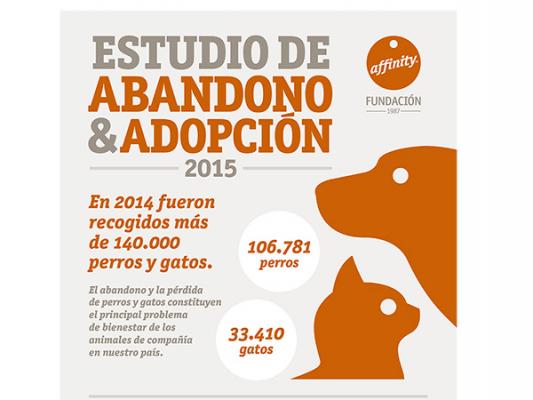 ESTUDIO DE
ABANDONO
&ADOPCIÓN
2015
affinity
FUNDACIÓN
1987
En 2014 fueron
recogidos más
de 140.000
perros y gatos.
106.781
perros
El abandono y la pérdida
de perros y gatos constituyen
el principal problema
de bienestar de los
animales de compañía
en nuestro país.
33.410
gatos